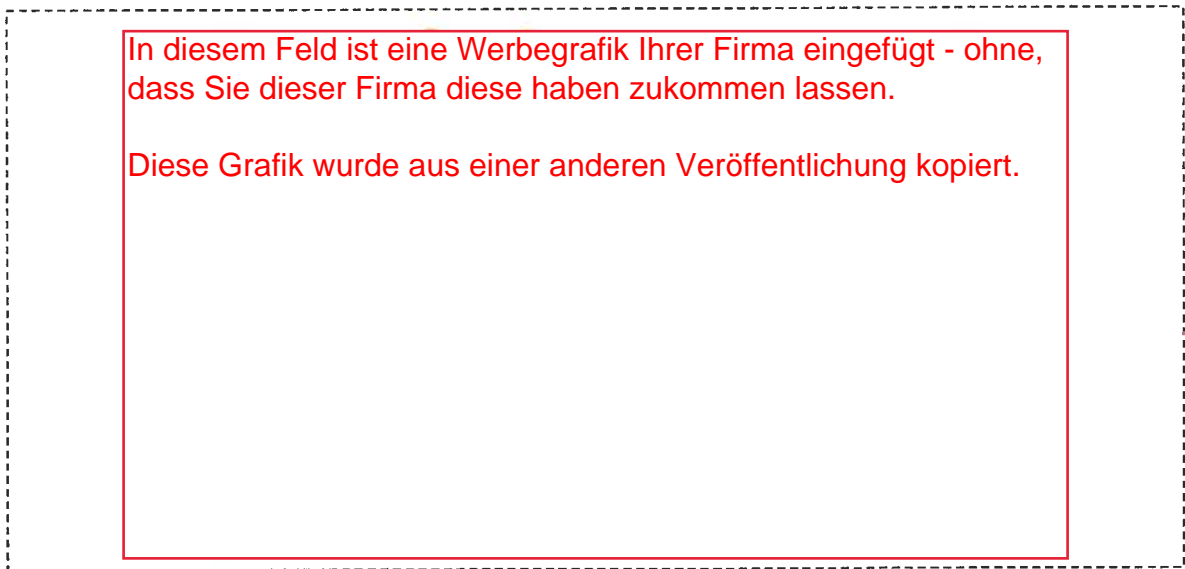 In diesem Feld ist eine Werbegrafik Ihrer Firma eingefügt - ohne,
dass Sie dieser Firma diese haben zukommen lassen.
Diese Grafik wurde aus einer anderen Veröffentlichung kopiert.